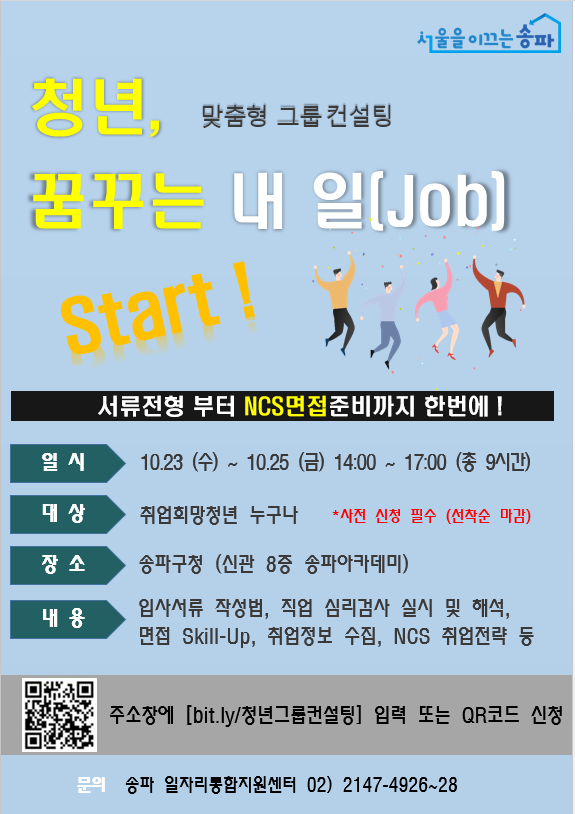 서울을 이끄는 송파
청년, 맞춤형 그룹 컨설팅
꿈꾸는 내 일(Job)
Start !
서류전형 부터 NCS면접준비까지 한번에 !
일 시 10.23 (수) ~ 10.25 (금) 14:00 ~ 17:00 (총 9시간)
대 상 취업희망청년 누구나 *사전 신청 필수 (선착순 마감)
장 소 송파구청 (신관 8층 송파아카데미)
내 용 입사서류 작성법, 직업 심리검사 실시 및 해석,
면접 Skill-Up, 취업정보 수집, NCS 취업전략 등
주소창에 [bit.ly/청년그룹컨설팅] 입력 또는 QR코드 신청
문의 송파 일자리통합지원센터 02) 2147-4926~28